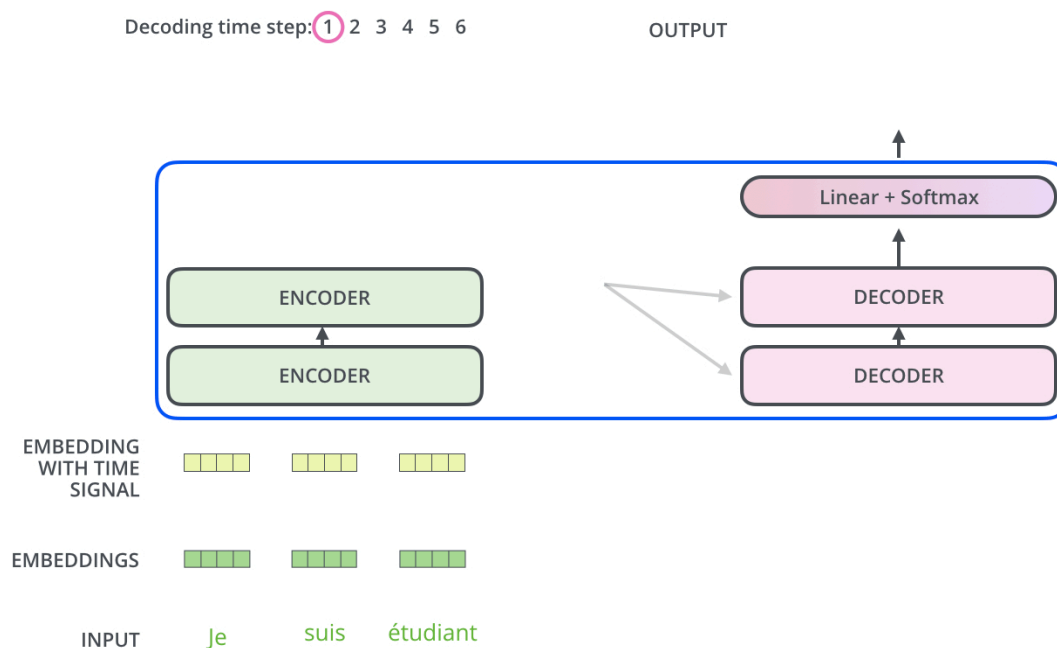 Decoding time step: 1 2 3 4 5 6
OUTPUT
Linear + Softmax
ENCODER
DECODER
ENCODER
DECODER
EMBEDDING
WITH TIME
SIGNAL
EMBEDDINGS
INPUT
Je suis étudiant